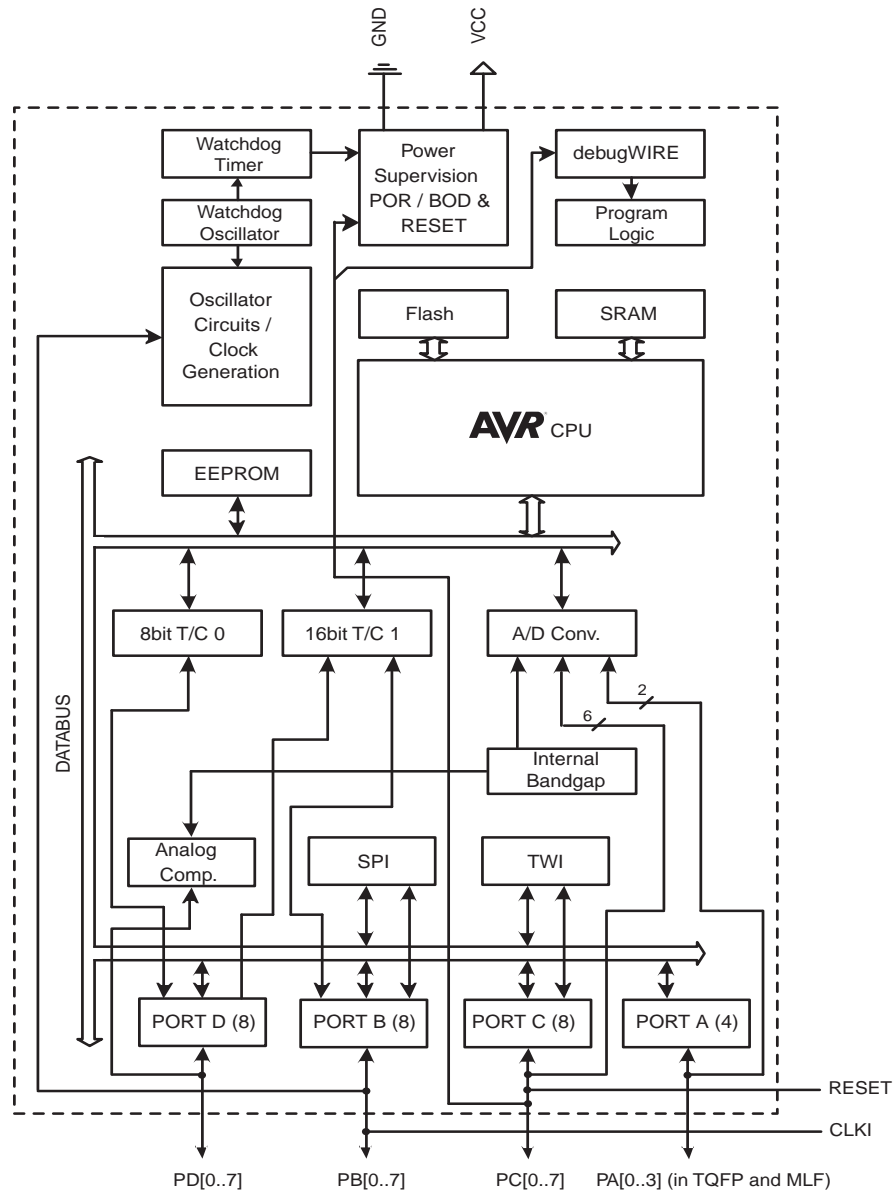 GND
VCC
Watchdog
Timer
Power
Supervision
POR / BOD &
RESET
debugWIRE
Watchdog
Oscillator
Program
Logic
Oscillator
Circuits /
Clock
Generation
Flash
SRAM
AVR CPU
EEPROM
8bit T/C 0
16bit T/C 1
A/D Conv.
2
6
DATABUS
Internal
Bandgap
Analog
Comp.
SPI
TWI
PORT D (8)
PORT B (8)
PORT C (8)
PORT A (4)
RESET
CLKI
PD[0..7]
PB[0..7]
PC[0..7]
PA[0..3] (in TQFP and MLF)